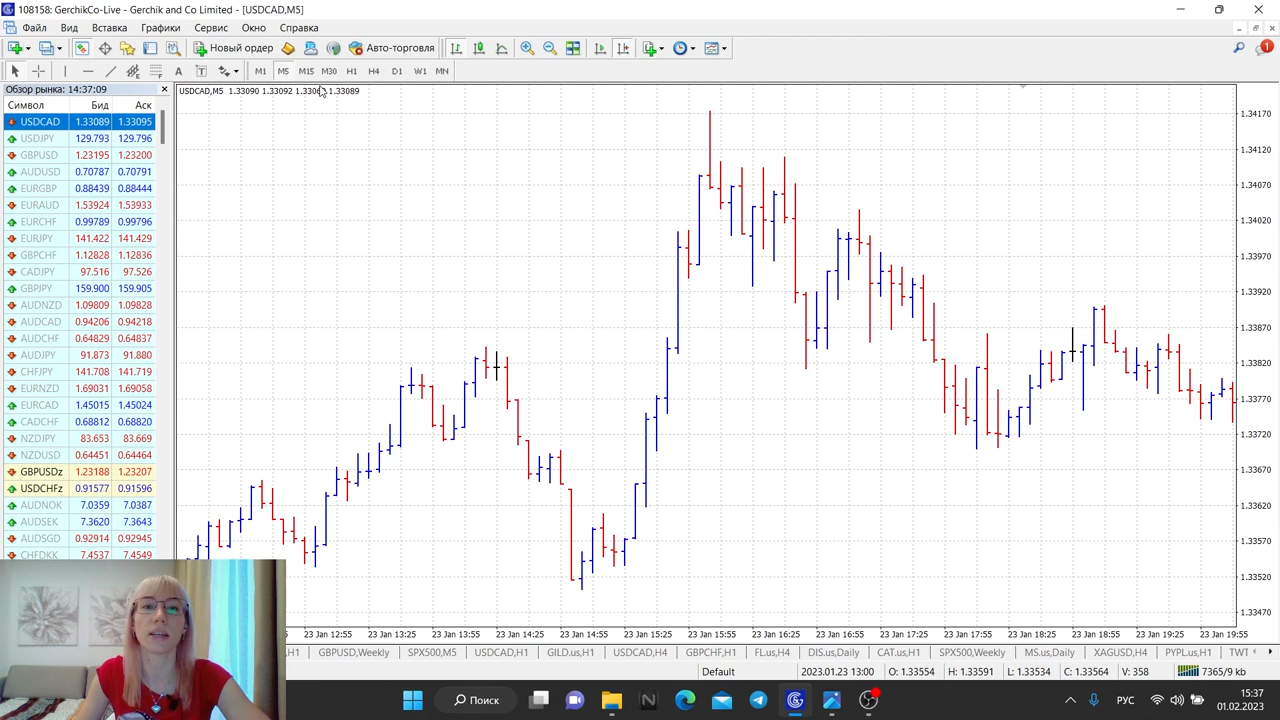 108158: GerchikCo-Live - Gerchik and Co Limited - [USDCAD,M5]
Файл Вид Вставка Графики Сервис Окно Справка
Новый ордер Авто-торговля 1
A T M1 M5 M15 M30 H1 H4 D1 W1 MN
Обзор рынка: 14:37:09
Символ Бид Аск
USDCAD 1.33089 1.33095
USDJPY 129.793 129.796
GBPUSD 1.23195 1.23200
AUDUSD 0.70787 0.70791
EURGBP 0.88439 0.88444
EURAUD 1.53924 1.53933
EURCHF 0.99789 0.99796
EURJPY 141.422 141.429
GBPCHF 1.12828 1.12836
CADJPY 97.516 97.526
GBPJPY 159.900 159.905
AUDNZD 1.09809 1.09828
AUDCAD 0.94206 0.94218
AUDCHF 0.64829 0.64837
AUDJPY 91.873 91.880
CHFJPY 141.708 141.719
EURNZD 1.69031 1.69058
EURCAD 1.45015 1.45024
CADCHF 0.68812 0.68820
NZDJPY 83.653 83.669
NZDUSD 0.64451 0.64464
GBPUSDz 1.23188 1.23207
USDCHFz 0.91577 0.91596
AUDNOK 7.0359 7.0387
AUDSEK 7.3620 7.3643
AUDSGD 0.92914 0.92945
CHFDKK 7.4537 7.4549
USDCAD,M5 1.33090 1.33092 1.33089
1.34170
1.34120
1.34070
1.34020
1.33970
1.33920
1.33870
1.33820
1.33770
1.33720
1.33670
1.33620
1.33570
1.33520
1.33470
23 Jan 12:55 23 Jan 13:25 23 Jan 13:55 23 Jan 14:25 23 Jan 14:55 23 Jan 15:25 23 Jan 15:55 23 Jan 16:25 23 Jan 16:55 23 Jan 17:25 23 Jan 17:55 23 Jan 18:25 23 Jan 18:55 23 Jan 19:25 23 Jan 19:55
,H1 GBPUSD,Weekly SPX500,M5 USDCAD,H1 GILD.us,H1 USDCAD,H4 GBPCHF,H1 FL.us,H4 DIS.us,Daily CAT.us,H1 SPX500,Weekly MS.us,Daily XAGUSD,H4 PYPL.us,H1 TWT
Default 2023.01.23 13:00 O: 1.33554 H: 1.33591 L: 1.33534 C: 1.33564 V: 358 7365/9 kb
Поиск
РУС
15:37
01.02.2023